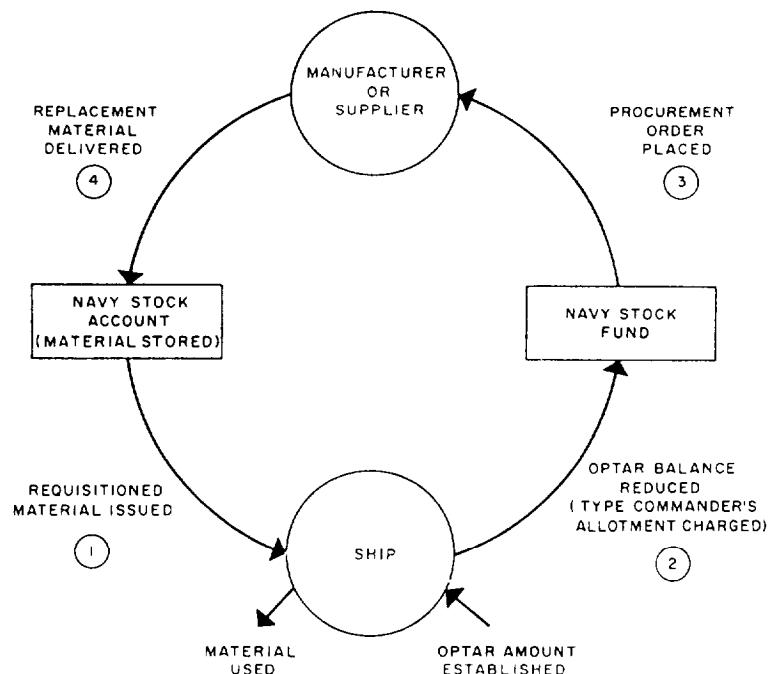 MANUFACTURER
OR
SUPPLIER
REPLACEMENT
MATERIAL
DELIVERED
4
PROCUREMENT
ORDER
PLACED
3
NAVY STOCK
ACCOUNT
(MATERIAL STORED)
NAVY STOCK
FUND
REQUISITIONED
MATERIAL ISSUED
1
SHIP
OPTAR BALANCE
REDUCED
(TYPE COMMANDER'S
ALLOTMENT CHARGED)
2
MATERIAL
USED
OPTAR AMOUNT
ESTABLISHED